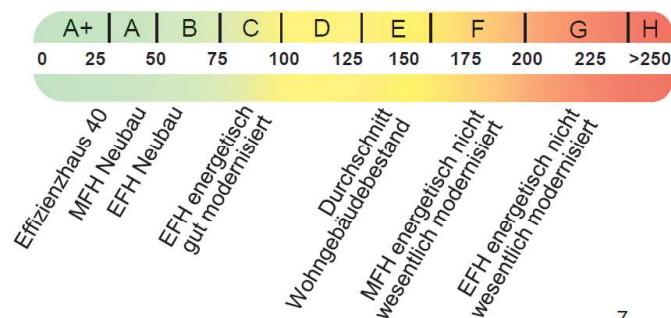 A+ A B C D E F G H
0 25 50 75 100 125 150 175 200 225 >250
Effizienzhaus 40
MFH Neubau
EFH Neubau
EFH energetisch
gut modernisiert
Durchschnitt
Wohngebäudebestand
MFH energetisch nicht
wesentlich modernisiert
EFH energetisch nicht
wesentlich modernisiert
7